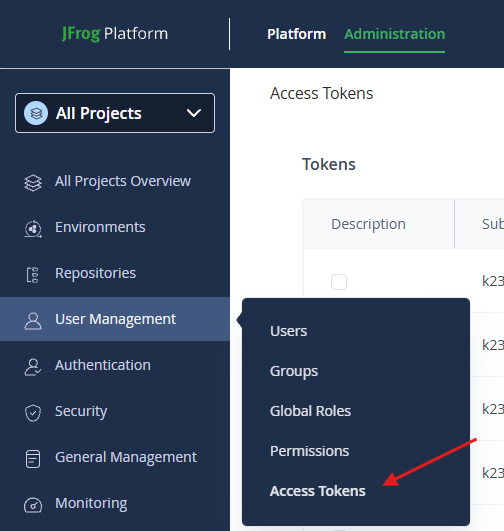 JFrog Platform
Platform Administration
All Projects
Access Tokens
All Projects Overview
Environments
Repositories
User Management
Authentication
Security
General Management
Monitoring
Tokens
Description
k23
k23
k23
k23
Users
Groups
Global Roles
Permissions
Access Tokens